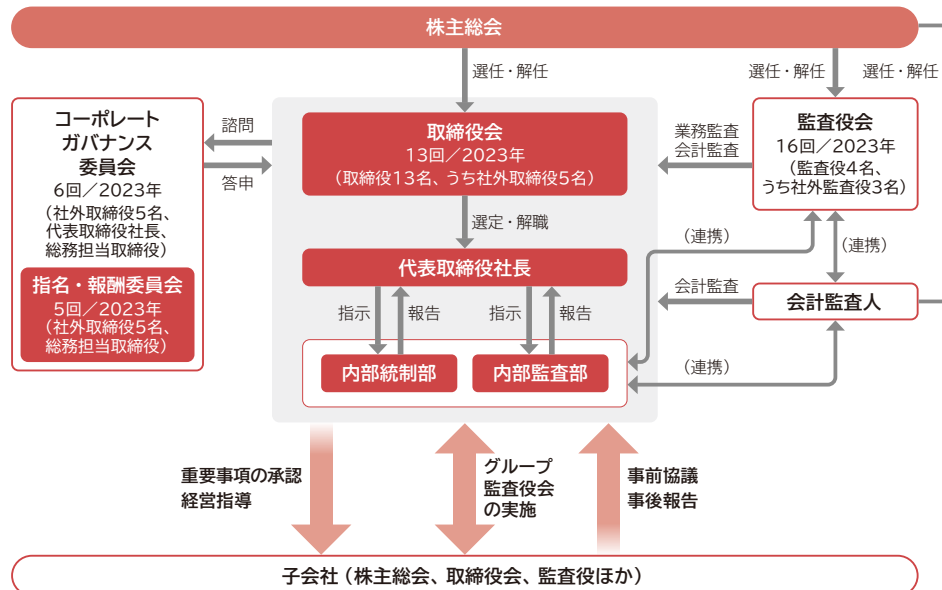 株主総会
選任・解任
選任・解任
選任・解任
コーポレート
ガバナンス
委員会
6回／2023年
（社外取締役5名、
代表取締役社長、
総務担当取締役）
指名・報酬委員会
5回／2023年
（社外取締役5名、
総務担当取締役）
諮問
答申
取締役会
13回／2023年
（取締役13名、うち社外取締役5名）
業務監査
会計監査
監査役会
16回／2023年
（監査役4名、
うち社外監査役3名）
選定・解職
（連携）
（連携）
代表取締役社長
会計監査
会計監査人
指示
報告
指示
報告
（連携）
内部統制部
内部監査部
重要事項の承認
経営指導
グループ
監査役会
の実施
事前協議
事後報告
子会社（株主総会、取締役会、監査役ほか）